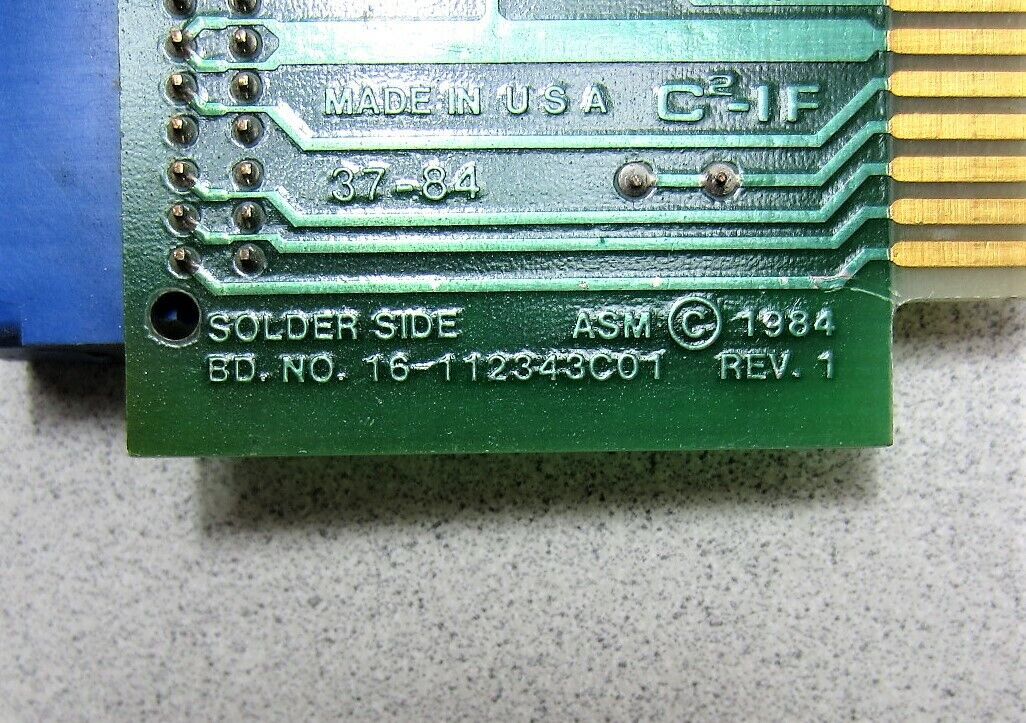 MADE IN U S A C²-IF
37-84
SOLDER SIDE ASM © 1984
BD. NO. 16-112343C01 REV. 1